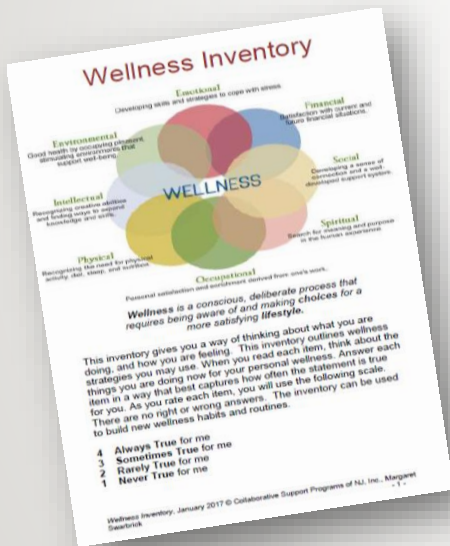 Wellness Inventory
Emotional
Developing skills and strategies to cope with stress.
Financial
Satisfaction with current and
future financial situations.
Environmental
Good health by occupying pleasant,
stimulating environments that
support well-being.
Social
Developing a sense of
connection and a well-
developed support system.
WELLNESS
Intellectual
Recognizing creative abilities
and finding ways to expand
knowledge and skills.
Spiritual
Search for meaning and purpose
in the human experience.
Physical
Recognizing the need for physical
activity, diet, sleep, and nutrition.
Occupational
Personal satisfaction and enrichment derived from one's work.
Wellness is a conscious, deliberate process that
requires being aware of and making choices for a
more satisfying lifestyle.
This inventory gives you a way of thinking about what you are
doing, and how you are feeling. This inventory outlines wellness
strategies you may use. When you read each item, think about the
things you are doing now for your personal wellness. Answer each
item in a way that best captures how often the statement is true
for you. As you rate each item, you will use the following scale.
There are no right or wrong answers. The inventory can be used
to build new wellness habits and routines.
4 Always True for me
3 Sometimes True for me
2 Rarely True for me
1 Never True for me
Wellness Inventory, January 2017 © Collaborative Support Programs of NJ, Inc., Margaret
Swarbrick
- 1 -